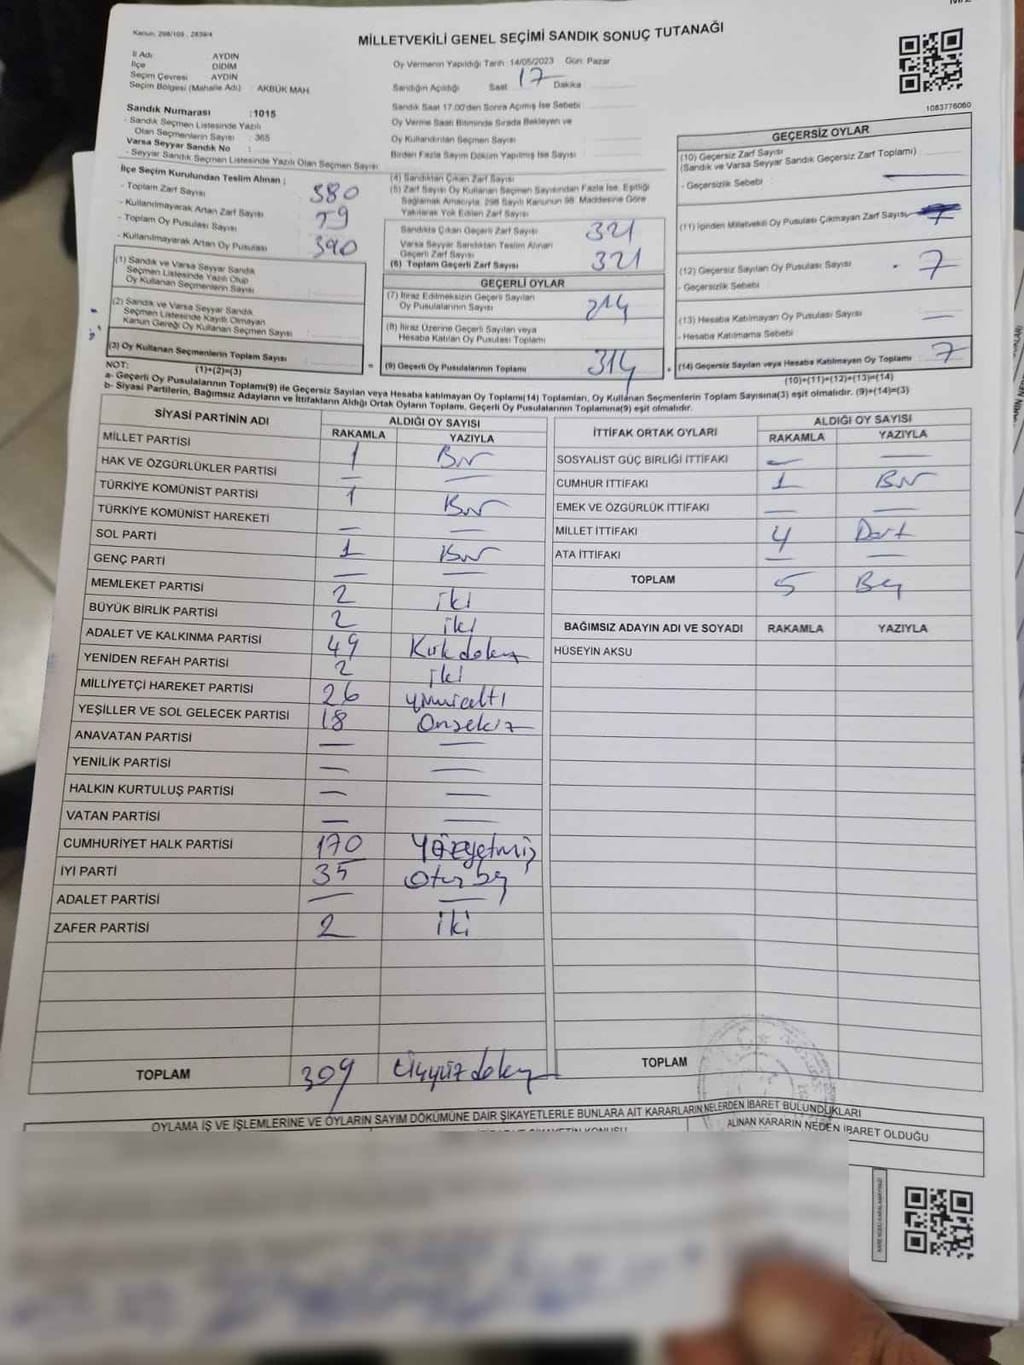 Kanun: 298/105 , 2839/4
MİLLETVEKİLİ GENEL SEÇİMİ SANDIK SONUÇ TUTANAĞI
İl Adı : AYDIN
İlçe : DİDİM
Seçim Çevresi : AYDIN
Seçim Bölgesi (Mahalle Adı) : AKBÜK MAH.
Sandık Numarası :1015
- Sandık Seçmen Listesinde Yazılı
Olan Seçmenlerin Sayısı : 365
Varsa Seyyar Sandık No :
- Seyyar Sandık Seçmen Listesinde Yazılı Olan Seçmen Sayısı
İlçe Seçim Kurulundan Teslim Alınan ;
- Toplam Zarf Sayısı 380
- Kullanılmayarak Artan Zarf Sayısı 59
- Toplam Oy Pusulası Sayısı 390
- Kullanılmayarak Artan Oy Pusulası
(1) Sandık ve Varsa Seyyar Sandık
Seçmen Listesinde Yazılı Olup
Oy Kullanan Seçmenlerin Sayısı
(2) Sandık ve Varsa Seyyar Sandık
Seçmen Listesinde Kayıtlı Olmayan
Kanun Gereği Oy Kullanan Seçmen Sayısı
(3) Oy Kullanan Seçmenlerin Toplam Sayısı
(1)+(2)=(3)
Oy Vermenin Yapıldığı Tarih :14/05/2023 Gün: Pazar
Sandığın Açıldığı Saat 17 Dakika
Sandık Saat 17.00'den Sonra Açılmış İse Sebebi
Oy Verme Saati Bitiminde Sırada Bekleyen ve
Oy Kullandırılan Seçmen Sayısı
Birden Fazla Sayım Döküm Yapılmış İse Sayısı
(4) Sandıktan Çıkan Zarf Sayısı
(5) Zarf Sayısı Oy Kullanan Seçmen Sayısından Fazla İse, Eşitliği
Sağlamak Amacıyla, 298 Sayılı Kanunun 98. Maddesine Göre
Yakılarak Yok Edilen Zarf Sayısı
Sandıkta Çıkan Geçerli Zarf Sayısı 321
Varsa Seyyar Sandıktan Teslim Alınan
Geçerli Zarf Sayısı
(6) Toplam Geçerli Zarf Sayısı 321
GEÇERLİ OYLAR
(7) İtiraz Edilmeksizin Geçerli Sayılan
Oy Pusulalarının Sayısı 314
(8) İtiraz Üzerine Geçerli Sayılan veya
Hesaba Katılan Oy Pusulası Toplamı
= (9) Geçerli Oy Pusulalarının Toplamı 314 +
1083776060
GEÇERSİZ OYLAR
(10) Geçersiz Zarf Sayısı
(Sandık ve Varsa Seyyar Sandık Geçersiz Zarf Toplamı)
- Geçersizlik Sebebi —
(11) İçinden Milletvekili Oy Pusulası Çıkmayan Zarf Sayısı
(12) Geçersiz Sayılan Oy Pusulası Sayısı 7
- Geçersizlik Sebebi
(13) Hesaba Katılmayan Oy Pusulası Sayısı —
- Hesaba Katılmama Sebebi
(14) Geçersiz Sayılan veya Hesaba Katılmayan Oy Toplamı 7
(10)+(11)+(12)+(13)=(14)
NOT:
a- Geçerli Oy Pusulalarının Toplamı(9) ile Geçersiz Sayılan veya Hesaba katılmayan Oy Toplamı(14) Toplamları, Oy Kullanan Seçmenlerin Toplam Sayısına(3) eşit olmalıdır. (9)+(14)=(3)
b- Siyasi Partilerin, Bağımsız Adayların ve İttifakların Aldığı Ortak Oyların Toplamı, Geçerli Oy Pusulalarının Toplamına(9) eşit olmalıdır.
SİYASİ PARTİNİN ADI ALDIĞI OY SAYISI
RAKAMLA YAZIYLA
MİLLET PARTİSİ 1 Bir
HAK VE ÖZGÜRLÜKLER PARTİSİ — —
TÜRKİYE KOMÜNİST PARTİSİ 1 Bir
TÜRKİYE KOMÜNİST HAREKETİ — —
SOL PARTİ 1 Bir
GENÇ PARTİ — —
MEMLEKET PARTİSİ 2 iki
BÜYÜK BİRLİK PARTİSİ 2 iki
ADALET VE KALKINMA PARTİSİ 49 Kırkdokuz
YENİDEN REFAH PARTİSİ 2 iki
MİLLİYETÇİ HAREKET PARTİSİ 26 yirmialtı
YEŞİLLER VE SOL GELECEK PARTİSİ 18 Onsekiz
ANAVATAN PARTİSİ — —
YENİLİK PARTİSİ — —
HALKIN KURTULUŞ PARTİSİ — —
VATAN PARTİSİ — —
CUMHURİYET HALK PARTİSİ 170 Yüzyetmiş
İYİ PARTİ 35 Otuzbeş
ADALET PARTİSİ — —
ZAFER PARTİSİ 2 iki
TOPLAM 309 Üçyüzdokuz
İTTİFAK ORTAK OYLARI ALDIĞI OY SAYISI
RAKAMLA YAZIYLA
SOSYALİST GÜÇ BİRLİĞİ İTTİFAKI — —
CUMHUR İTTİFAKI 1 Bir
EMEK VE ÖZGÜRLÜK İTTİFAKI — —
MİLLET İTTİFAKI 4 Dört
ATA İTTİFAKI — —
TOPLAM 5 Beş
BAĞIMSIZ ADAYIN ADI VE SOYADI RAKAMLA YAZIYLA
HÜSEYİN AKSU
TOPLAM
OYLAMA İŞ VE İŞLEMLERİNE VE OYLARIN SAYIM DÖKÜMÜNE DAİR ŞİKAYETLERLE BUNLARA AİT KARARLARIN NELERDEN İBARET BULUNDUKLARI
ALINAN KARARIN NEDEN İBARET OLDUĞU